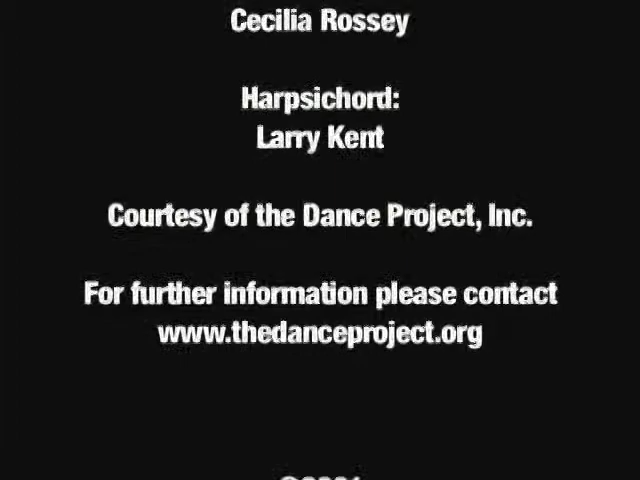 Cecilia Rossey
Harpsichord:
Larry Kent
Courtesy of the Dance Project, Inc.
For further information please contact
www.thedanceproject.org